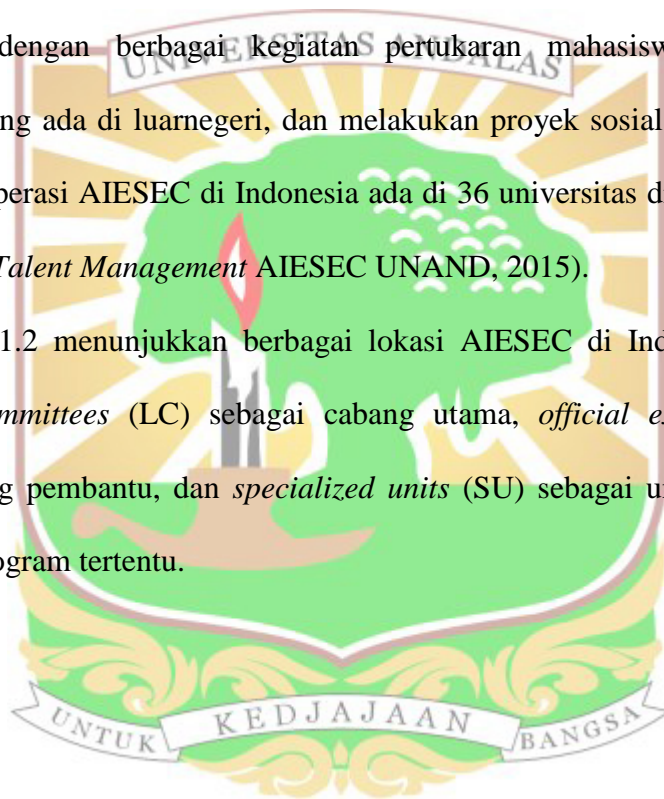 UNIVERSITAS ANDALAS
dengan berbagai kegiatan pertukaran mahasisw
ng ada di luarnegeri, dan melakukan proyek sosial
perasi AIESEC di Indonesia ada di 36 universitas d
Talent Management AIESEC UNAND, 2015).
1.2 menunjukkan berbagai lokasi AIESEC di Ind
mmittees (LC) sebagai cabang utama, official e
g pembantu, dan specialized units (SU) sebagai u
ogram tertentu.
UNTUK KEDJAJAAN BANGSA